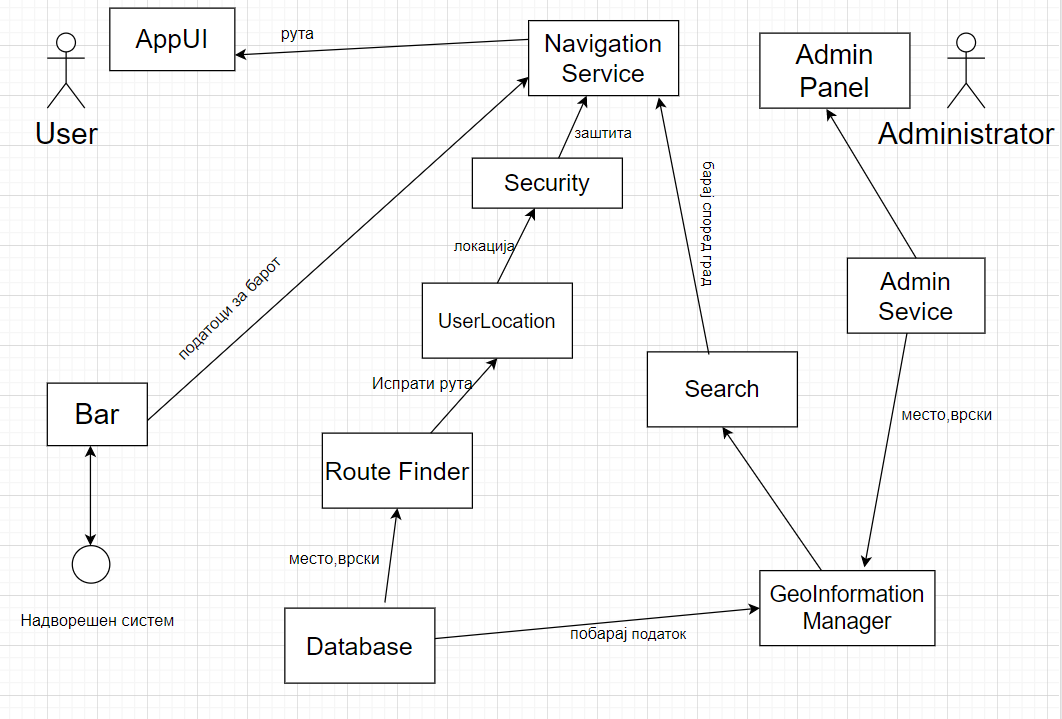 AppUI
рута
Navigation
Service
Admin
Panel
User
Administrator
заштита
Security
барај според град
локација
податоци за барот
UserLocation
Admin
Sevice
Испрати рута
Search
Bar
место,врски
Route Finder
место,врски
GeoInformation
Manager
Надворешен систем
Database
побарај податок